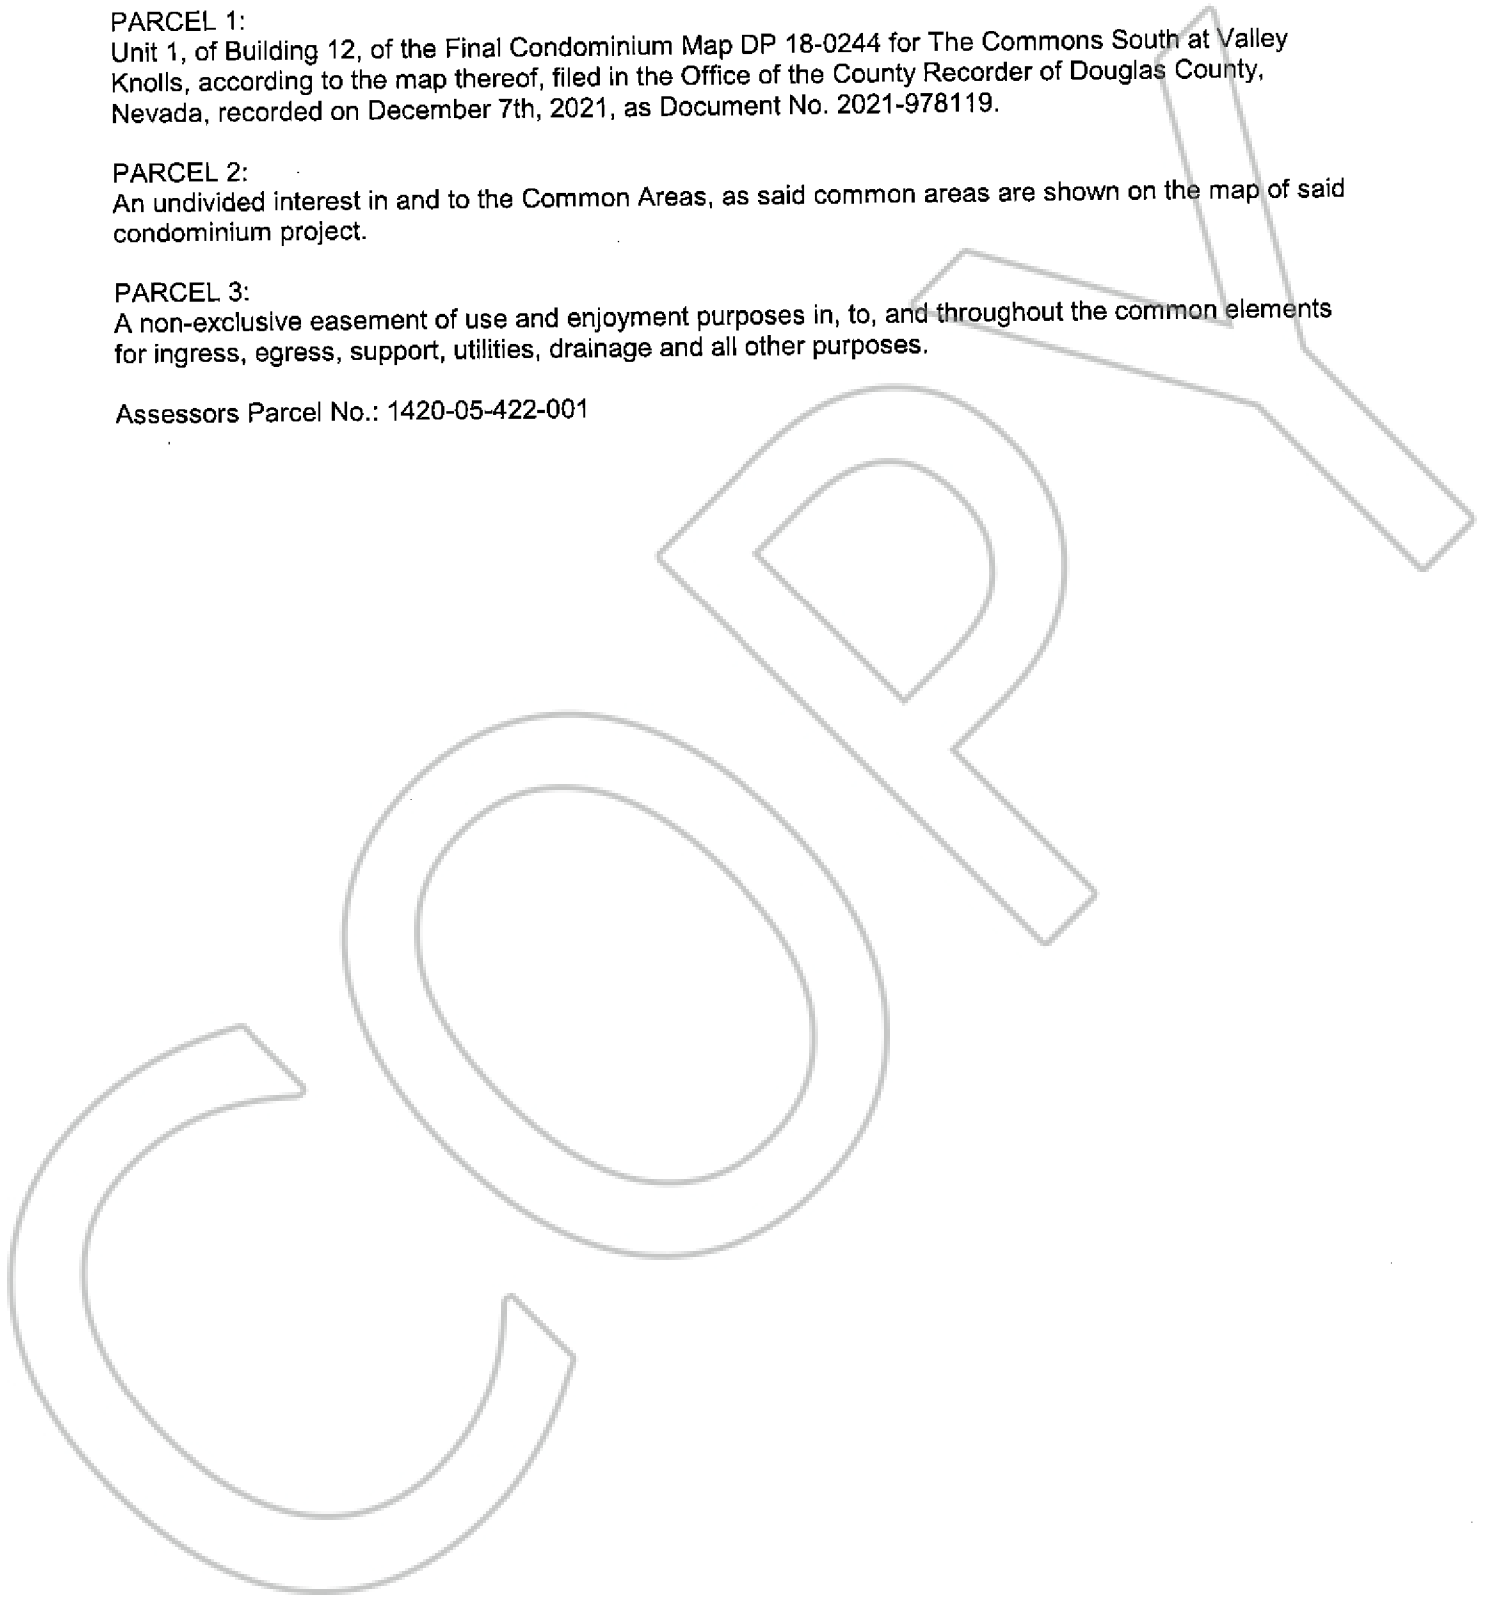 PARCEL 1:
Unit 1, of Building 12, of the Final Condominium Map DP 18-0244 for The Commons South at Valley
Knolls, according to the map thereof, filed in the Office of the County Recorder of Douglas County,
Nevada, recorded on December 7th, 2021, as Document No. 2021-978119.
PARCEL 2:
An undivided interest in and to the Common Areas, as said common areas are shown on the map of said
condominium project.
PARCEL 3:
A non-exclusive easement of use and enjoyment purposes in, to, and throughout the common elements
for ingress, egress, support, utilities, drainage and all other purposes.
Assessors Parcel No.: 1420-05-422-001
COPY